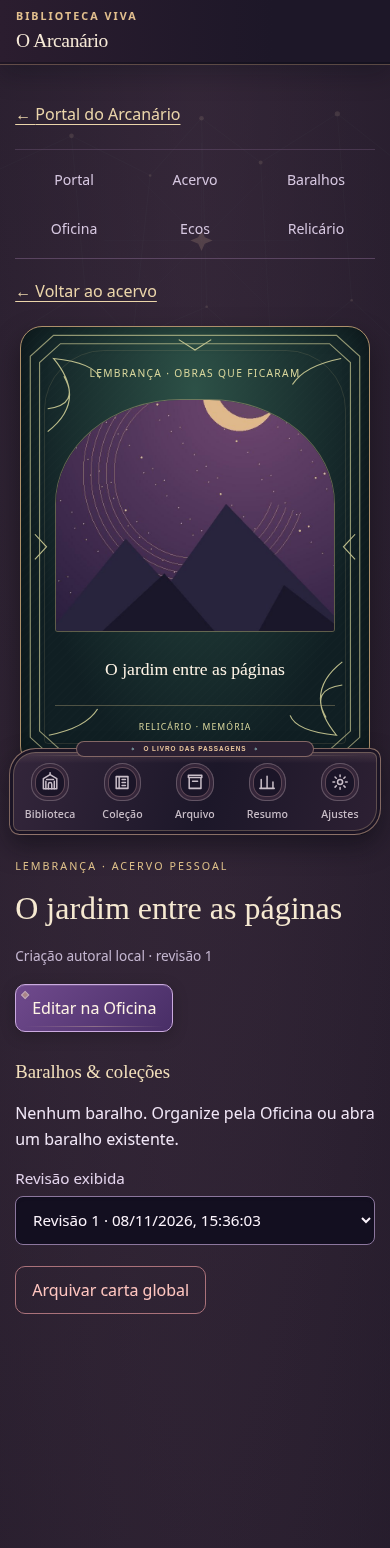 BIBLIOTECA VIVA
O Arcanário
← Portal do Arcanário
Portal Acervo Baralhos
Oficina Ecos Relicário
← Voltar ao acervo
LEMBRANÇA · OBRAS QUE FICARAM
O jardim entre as páginas
RELICÁRIO · MEMÓRIA
O LIVRO DAS PASSAGENS
Biblioteca Coleção Arquivo Resumo Ajustes
LEMBRANÇA · ACERVO PESSOAL
O jardim entre as páginas
Criação autoral local · revisão 1
Editar na Oficina
Baralhos & coleções
Nenhum baralho. Organize pela Oficina ou abra
um baralho existente.
Revisão exibida
Revisão 1 · 08/11/2026, 15:36:03
Arquivar carta global